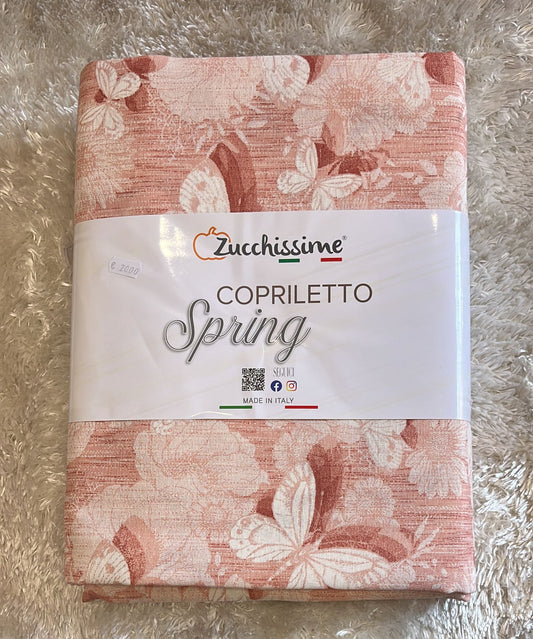 Zucchissime®
€ 20,00
COPRILETTO
Spring
SEGUICI
MADE IN ITALY